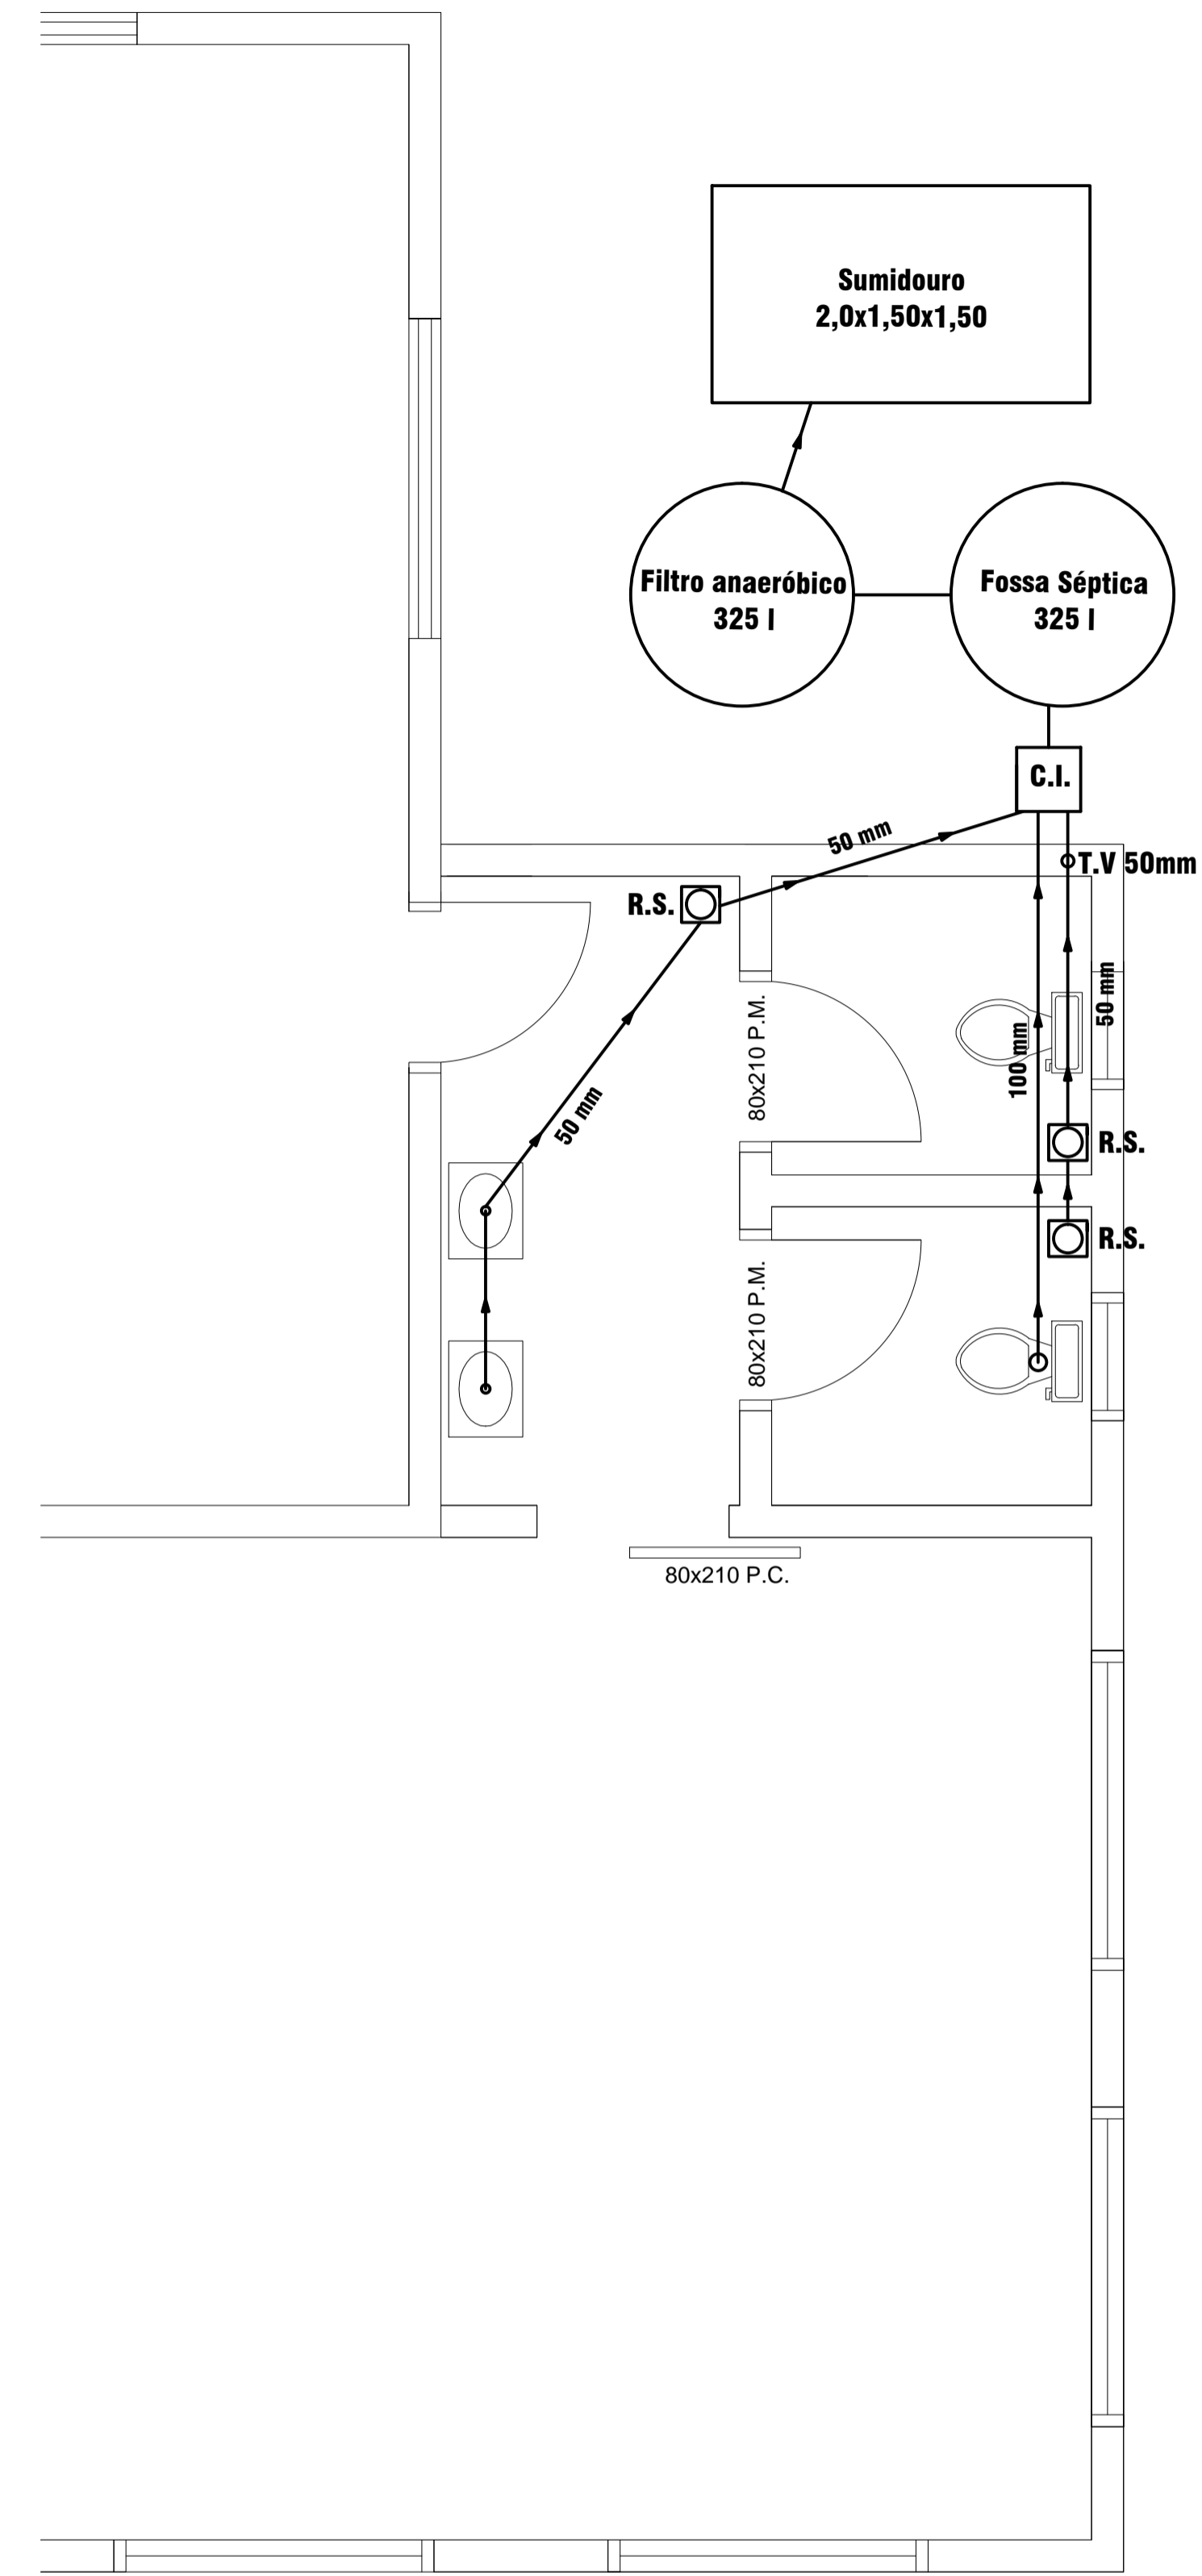 Sumidouro
2,0x1,50x1,50
Filtro anaeróbico
325 l
Fossa Séptica
325 l
C.I.
50 mm
T.V 50mm
R.S.
50 mm
80x210 P.M.
100 mm
50 mm
R.S.
R.S.
80x210 P.M.
80x210 P.C.